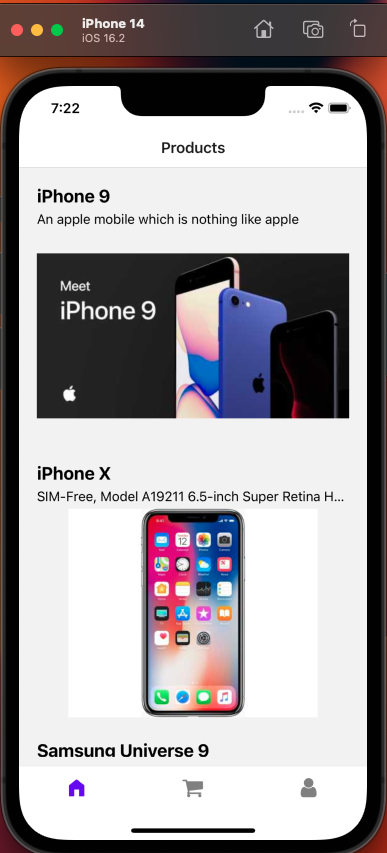 iPhone 14
iOS 16.2
7:22
Products
iPhone 9
An apple mobile which is nothing like apple
Meet
iPhone 9
iPhone X
SIM-Free, Model A19211 6.5-inch Super Retina H...
12
Samsung Universe 9